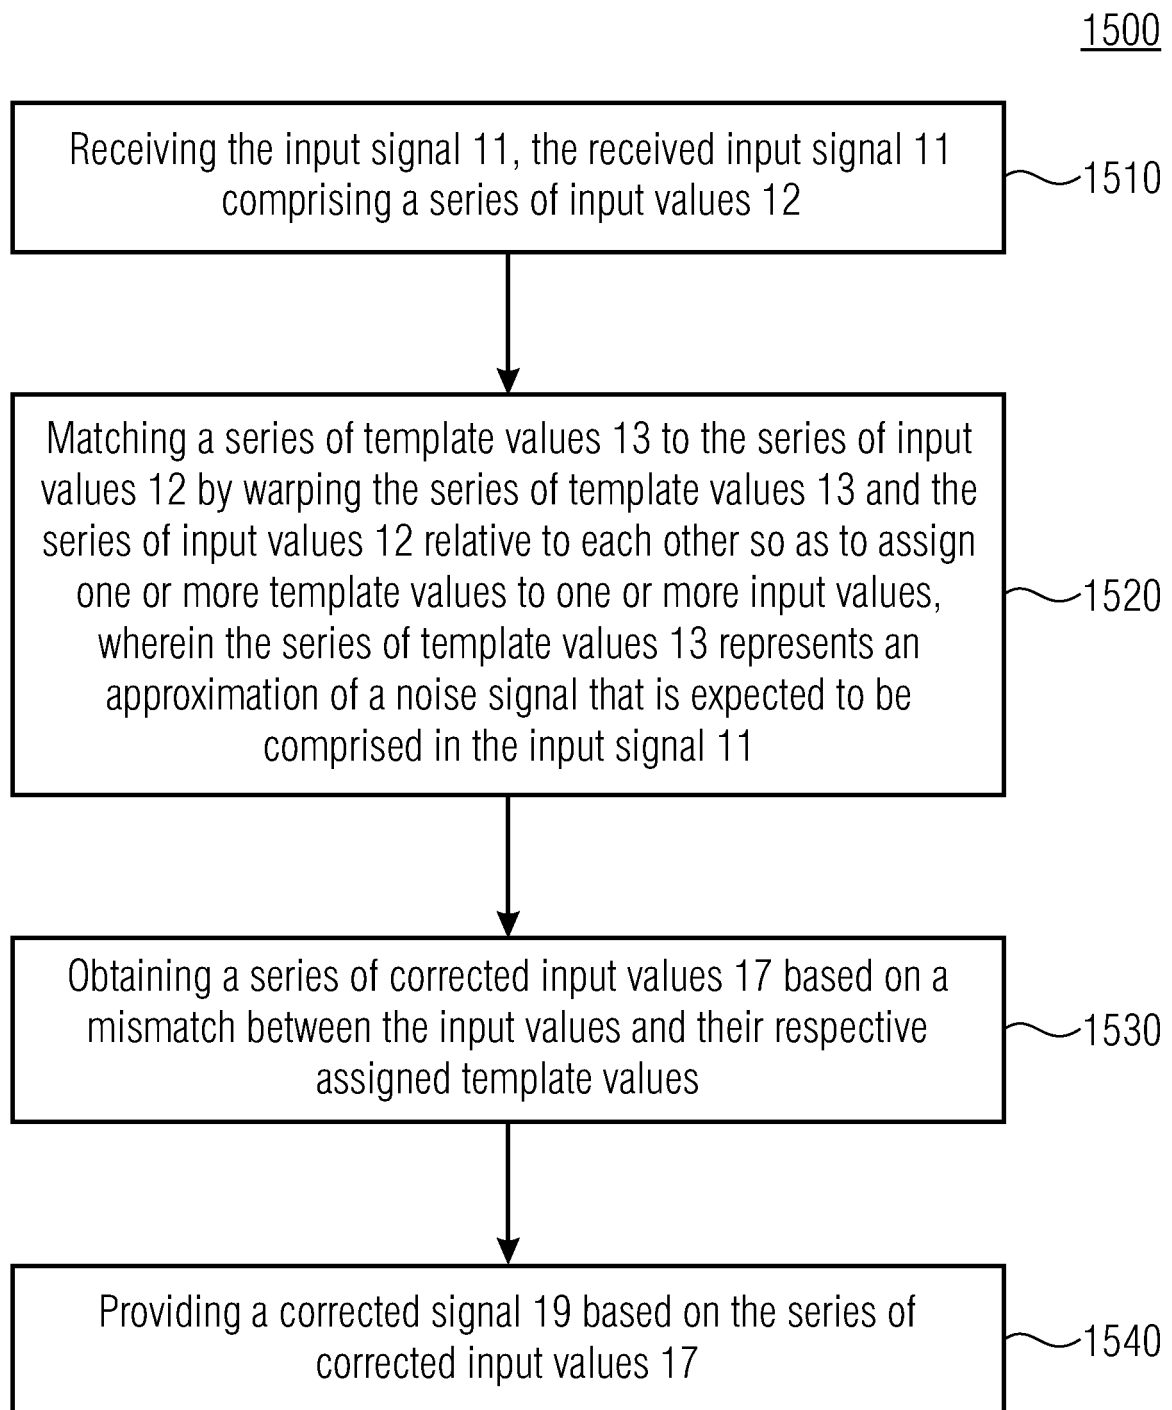 1500
Receiving the input signal 11, the received input signal 11
comprising a series of input values 12
1510
Matching a series of template values 13 to the series of input
values 12 by warping the series of template values 13 and the
series of input values 12 relative to each other so as to assign
one or more template values to one or more input values,
wherein the series of template values 13 represents an
approximation of a noise signal that is expected to be
comprised in the input signal 11
1520
Obtaining a series of corrected input values 17 based on a
mismatch between the input values and their respective
assigned template values
1530
Providing a corrected signal 19 based on the series of
corrected input values 17
1540